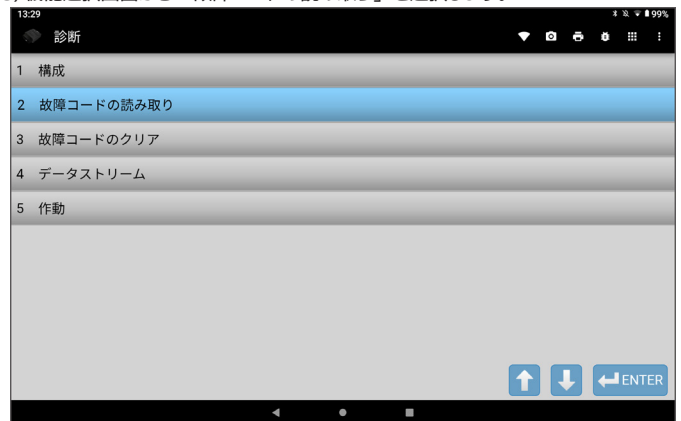 13:29 99%
診断
1 構成
2 故障コードの読み取り
3 故障コードのクリア
4 データストリーム
5 作動
ENTER